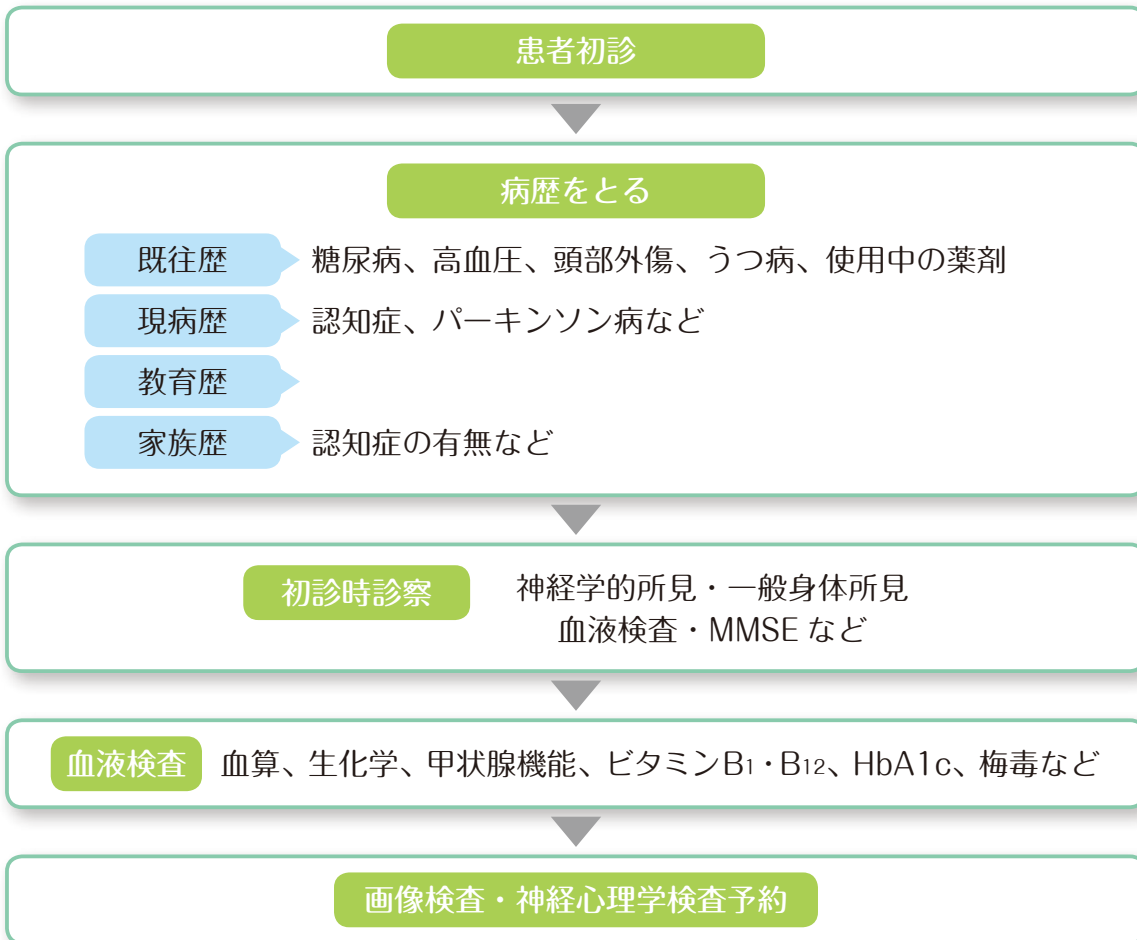 患者初診
病歴をとる
既往歴 糖尿病、高血圧、頭部外傷、うつ病、使用中の薬剤
現病歴 認知症、パーキンソン病など
教育歴
家族歴 認知症の有無など
初診時診察 神経学的所見・一般身体所見
血液検査・MMSE など
血液検査 血算、生化学、甲状腺機能、ビタミンB₁・B₁₂、HbA1c、梅毒など
画像検査・神経心理学検査予約